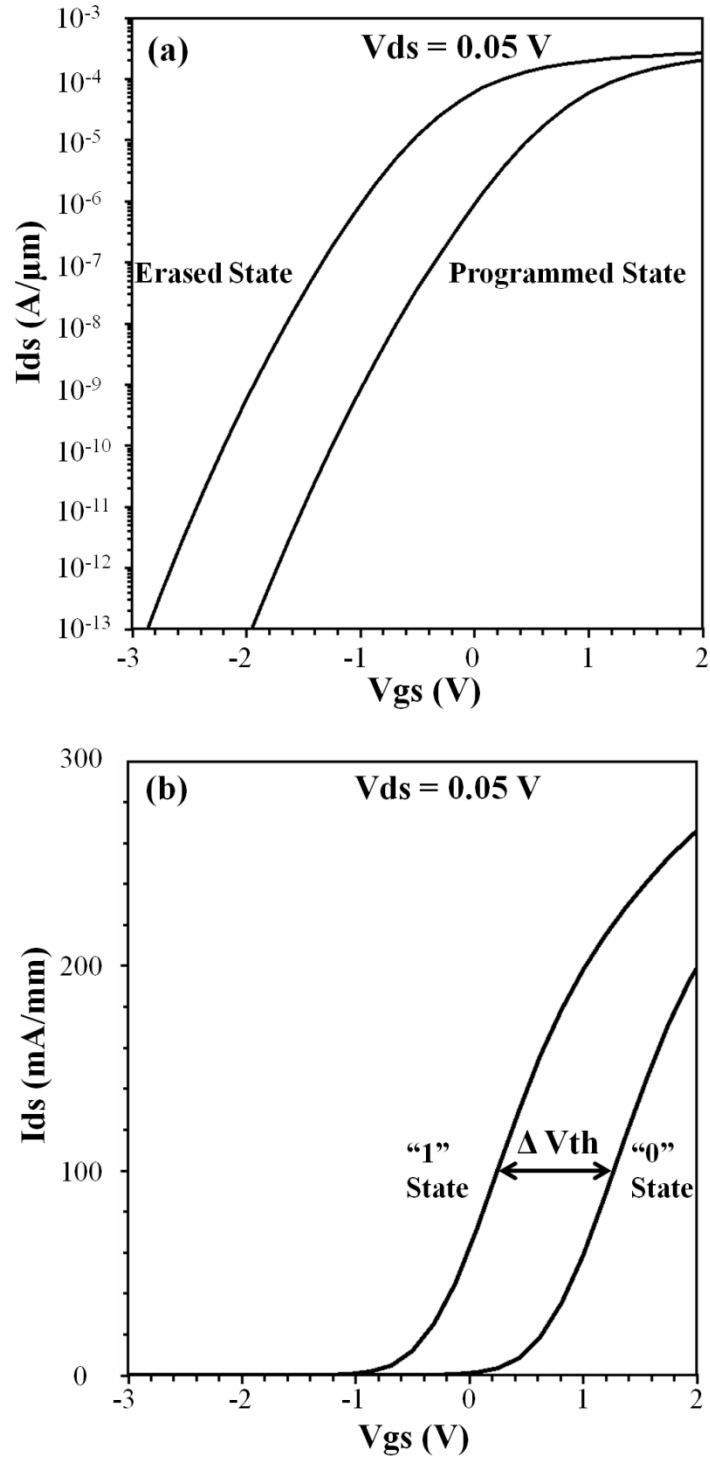 (a)
Vds = 0.05 V
10⁻³
10⁻⁴
10⁻⁵
10⁻⁶
10⁻⁷
10⁻⁸
10⁻⁹
10⁻¹⁰
10⁻¹¹
10⁻¹²
10⁻¹³
Ids (A/μm)
Erased State
Programmed State
-3 -2 -1 0 1 2
Vgs (V)
(b)
Vds = 0.05 V
300
200
100
0
Ids (mA/mm)
“1”
State
Δ Vth
“0”
State
-3 -2 -1 0 1 2
Vgs (V)